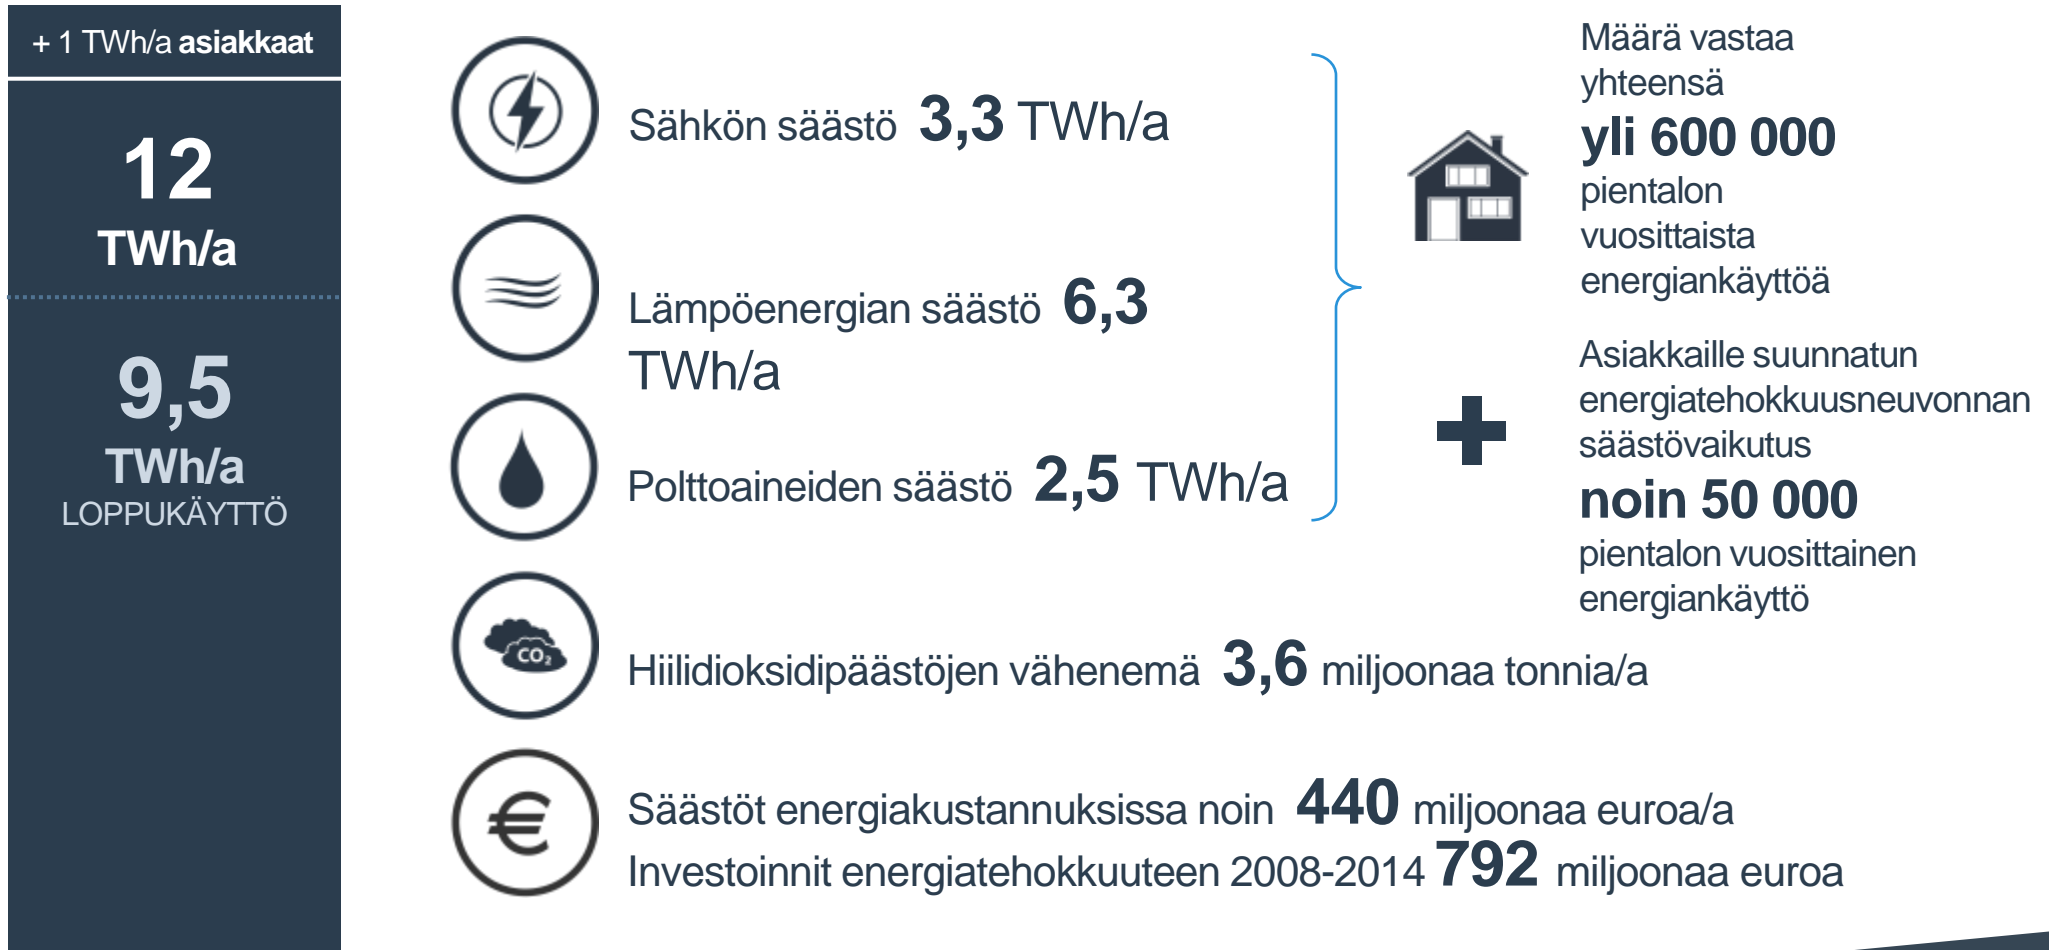 + 1 TWh/a asiakkaat
12
TWh/a
9,5
TWh/a
LOPPUKÄYTTÖ
Sähkön säästö 3,3 TWh/a
Lämpöenergian säästö 6,3
TWh/a
Polttoaineiden säästö 2,5 TWh/a
CO₂
Hiilidioksidipäästöjen vähenemä 3,6 miljoonaa tonnia/a
€
Säästöt energiakustannuksissa noin 440 miljoonaa euroa/a
Investoinnit energiatehokkuuteen 2008-2014 792 miljoonaa euroa
Määrä vastaa
yhteensä
yli 600 000
pientalon
vuosittaista
energiankäyttöä
Asiakkaille suunnatun
energiatehokkuusneuvonnan
säästövaikutus
noin 50 000
pientalon vuosittainen
energiankäyttö